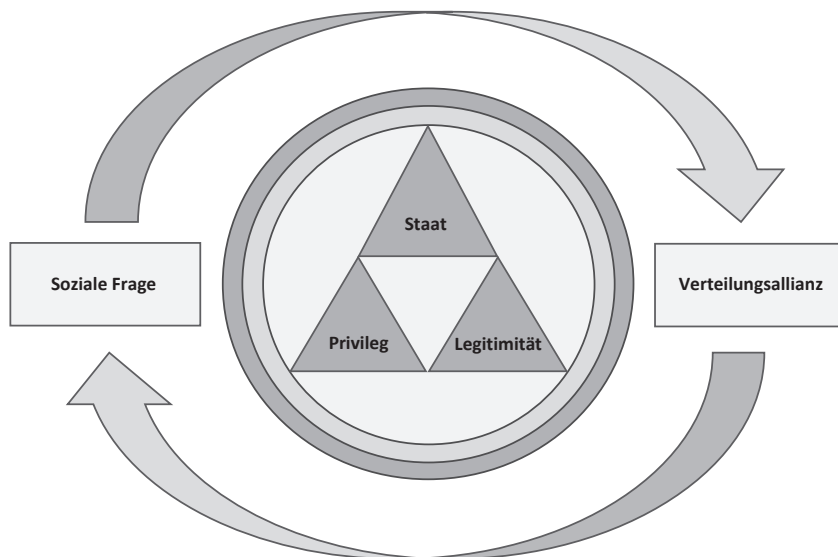 Staat
Soziale Frage
Verteilungsallianz
Privileg
Legitimität